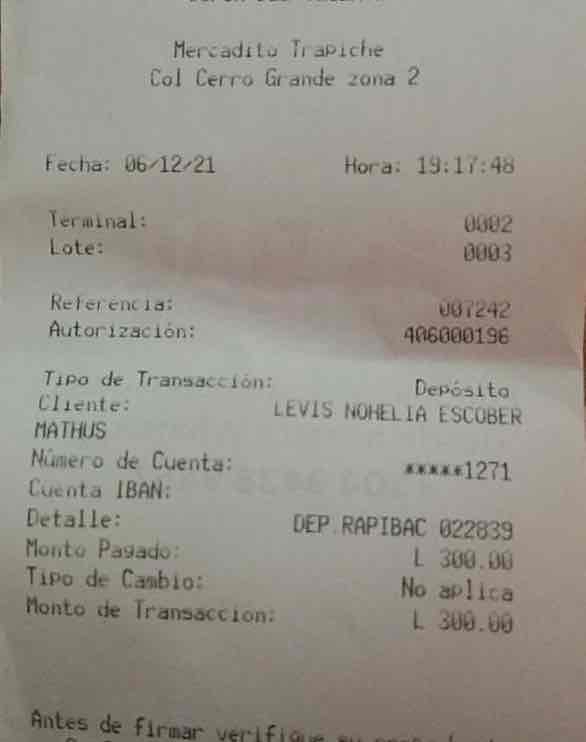 Mercadito Trapiche
Col Cerro Grande zona 2
Fecha: 06/12/21 Hora: 19:17:48
Terminal: 0002
Lote: 0003
Referencia: 007242
Autorización: 406000196
Tipo de Transacción: Depósito
Cliente: LEVIS NOHELIA ESCOBER
MATHUS
Número de Cuenta: *****1271
Cuenta IBAN:
Detalle: DEP.RAPIBAC 022839
Monto Pagado: L 300.00
Tipo de Cambio: No aplica
Monto de Transaccion: L 300.00
Antes de firmar verifique su